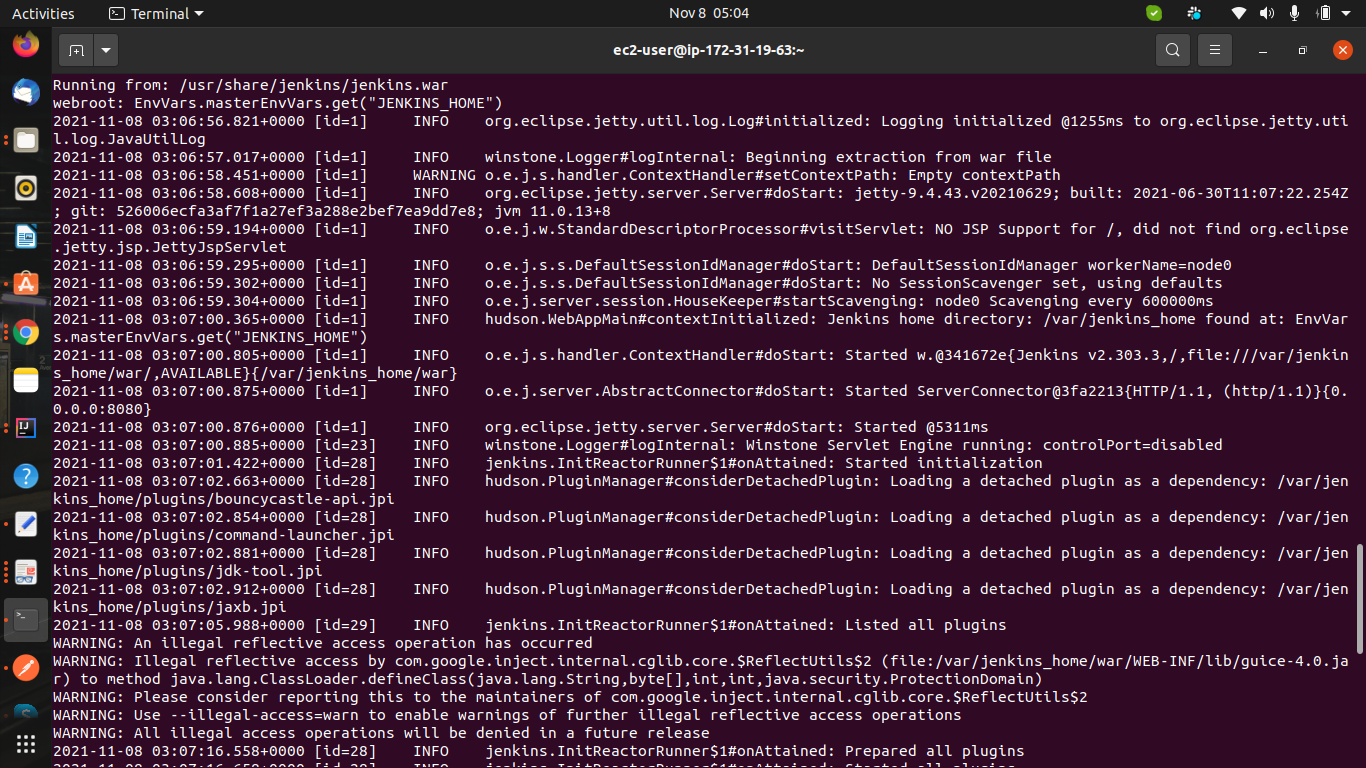 Activities Terminal Nov 8 05:04
ec2-user@ip-172-31-19-63:~
Running from: /usr/share/jenkins/jenkins.war
webroot: EnvVars.masterEnvVars.get("JENKINS_HOME")
2021-11-08 03:06:56.821+0000 [id=1] INFO org.eclipse.jetty.util.log.Log#initialized: Logging initialized @1255ms to org.eclipse.jetty.uti
l.log.JavaUtilLog
2021-11-08 03:06:57.017+0000 [id=1] INFO winstone.Logger#logInternal: Beginning extraction from war file
2021-11-08 03:06:58.451+0000 [id=1] WARNING o.e.j.s.handler.ContextHandler#setContextPath: Empty contextPath
2021-11-08 03:06:58.608+0000 [id=1] INFO org.eclipse.jetty.server.Server#doStart: jetty-9.4.43.v20210629; built: 2021-06-30T11:07:22.254Z
; git: 526006ecfa3af7f1a27ef3a288e2bef7ea9dd7e8; jvm 11.0.13+8
2021-11-08 03:06:59.194+0000 [id=1] INFO o.e.j.w.StandardDescriptorProcessor#visitServlet: NO JSP Support for /, did not find org.eclipse
.jetty.jsp.JettyJspServlet
2021-11-08 03:06:59.295+0000 [id=1] INFO o.e.j.s.s.DefaultSessionIdManager#doStart: DefaultSessionIdManager workerName=node0
2021-11-08 03:06:59.302+0000 [id=1] INFO o.e.j.s.s.DefaultSessionIdManager#doStart: No SessionScavenger set, using defaults
2021-11-08 03:06:59.304+0000 [id=1] INFO o.e.j.server.session.HouseKeeper#startScavenging: node0 Scavenging every 600000ms
2021-11-08 03:07:00.365+0000 [id=1] INFO hudson.WebAppMain#contextInitialized: Jenkins home directory: /var/jenkins_home found at: EnvVar
s.masterEnvVars.get("JENKINS_HOME")
2021-11-08 03:07:00.805+0000 [id=1] INFO o.e.j.s.handler.ContextHandler#doStart: Started w.@341672e{Jenkins v2.303.3,/,file:///var/jenkin
s_home/war/,AVAILABLE}{/var/jenkins_home/war}
2021-11-08 03:07:00.875+0000 [id=1] INFO o.e.j.server.AbstractConnector#doStart: Started ServerConnector@3fa2213{HTTP/1.1, (http/1.1)}{0.
0.0.0:8080}
2021-11-08 03:07:00.876+0000 [id=1] INFO org.eclipse.jetty.server.Server#doStart: Started @5311ms
2021-11-08 03:07:00.885+0000 [id=23] INFO winstone.Logger#logInternal: Winstone Servlet Engine running: controlPort=disabled
2021-11-08 03:07:01.422+0000 [id=28] INFO jenkins.InitReactorRunner$1#onAttained: Started initialization
2021-11-08 03:07:02.663+0000 [id=28] INFO hudson.PluginManager#considerDetachedPlugin: Loading a detached plugin as a dependency: /var/jen
kins_home/plugins/bouncycastle-api.jpi
2021-11-08 03:07:02.854+0000 [id=28] INFO hudson.PluginManager#considerDetachedPlugin: Loading a detached plugin as a dependency: /var/jen
kins_home/plugins/command-launcher.jpi
2021-11-08 03:07:02.881+0000 [id=28] INFO hudson.PluginManager#considerDetachedPlugin: Loading a detached plugin as a dependency: /var/jen
kins_home/plugins/jdk-tool.jpi
2021-11-08 03:07:02.912+0000 [id=28] INFO hudson.PluginManager#considerDetachedPlugin: Loading a detached plugin as a dependency: /var/jen
kins_home/plugins/jaxb.jpi
2021-11-08 03:07:05.988+0000 [id=29] INFO jenkins.InitReactorRunner$1#onAttained: Listed all plugins
WARNING: An illegal reflective access operation has occurred
WARNING: Illegal reflective access by com.google.inject.internal.cglib.core.$ReflectUtils$2 (file:/var/jenkins_home/war/WEB-INF/lib/guice-4.0.ja
r) to method java.lang.ClassLoader.defineClass(java.lang.String,byte[],int,int,java.security.ProtectionDomain)
WARNING: Please consider reporting this to the maintainers of com.google.inject.internal.cglib.core.$ReflectUtils$2
WARNING: Use --illegal-access=warn to enable warnings of further illegal reflective access operations
WARNING: All illegal access operations will be denied in a future release
2021-11-08 03:07:16.558+0000 [id=28] INFO jenkins.InitReactorRunner$1#onAttained: Prepared all plugins